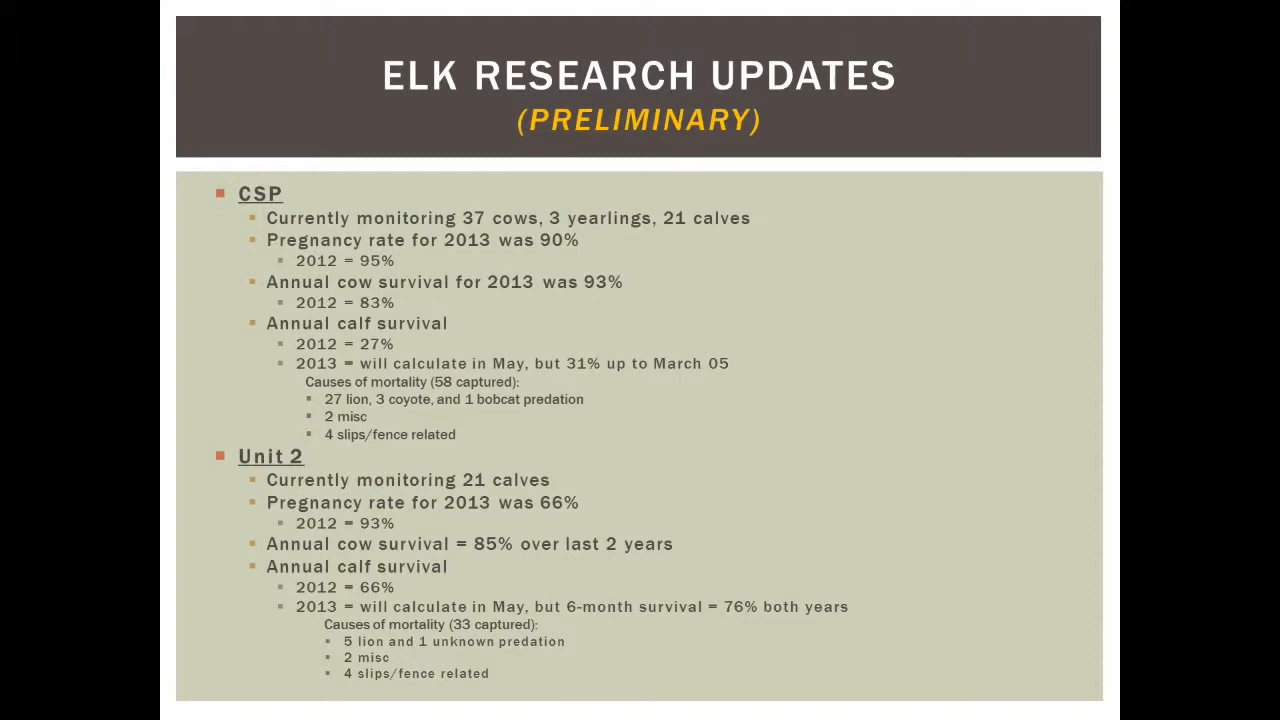 ELK RESEARCH UPDATES
(PRELIMINARY)
CSP
Currently monitoring 37 cows, 3 yearlings, 21 calves
Pregnancy rate for 2013 was 90%
2012 = 95%
Annual cow survival for 2013 was 93%
2012 = 83%
Annual calf survival
2012 = 27%
2013 = will calculate in May, but 31% up to March 05
Causes of mortality (58 captured):
27 lion, 3 coyote, and 1 bobcat predation
2 misc
4 slips/fence related
Unit 2
Currently monitoring 21 calves
Pregnancy rate for 2013 was 66%
2012 = 93%
Annual cow survival = 85% over last 2 years
Annual calf survival
2012 = 66%
2013 = will calculate in May, but 6-month survival = 76% both years
Causes of mortality (33 captured):
5 lion and 1 unknown predation
2 misc
4 slips/fence related